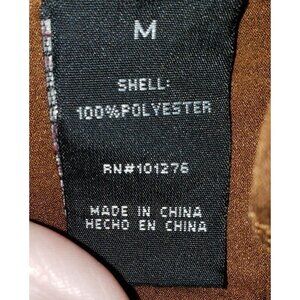 M
SHELL:
100%POLYESTER
RN#101276
MADE IN CHINA
HECHO EN CHINA